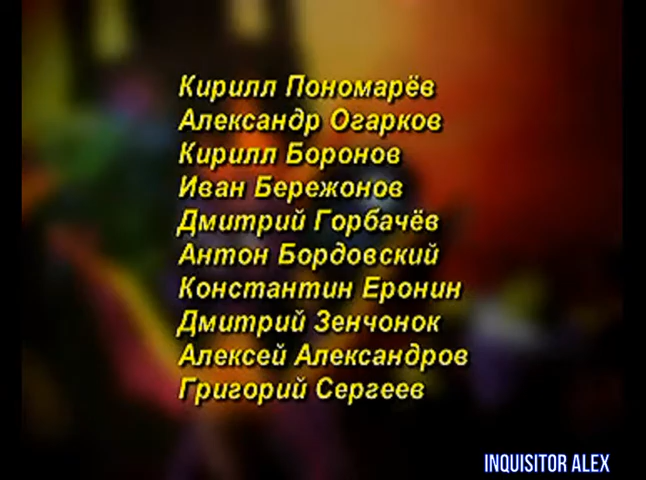 Кирилл Пономарёв
Александр Огарков
Кирилл Боронов
Иван Бережонов
Дмитрий Горбачёв
Антон Бордовский
Константин Еронин
Дмитрий Зенчонок
Алексей Александров
Григорий Сергеев
INQUISITOR ALEX